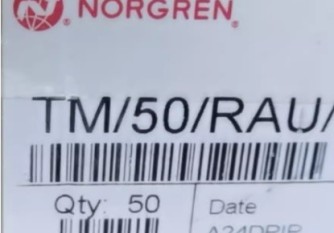 NORGREN
TM/50/RAU/
Qty: 50
Date